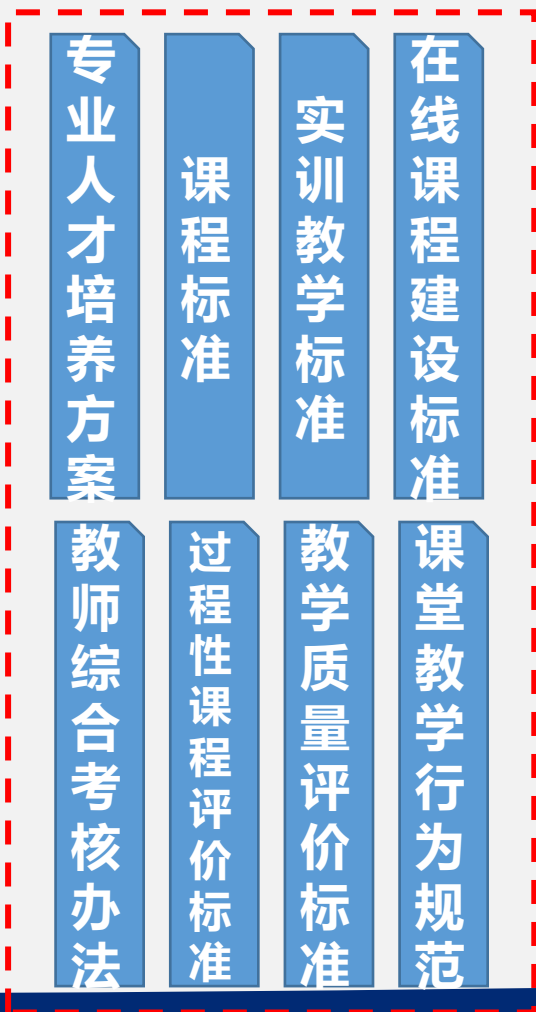 专业人才培养方案
课程标准
实训教学标准
在线课程建设标准
教师综合考核办法
过程性课程评价标准
教学质量评价标准
课堂教学行为规范